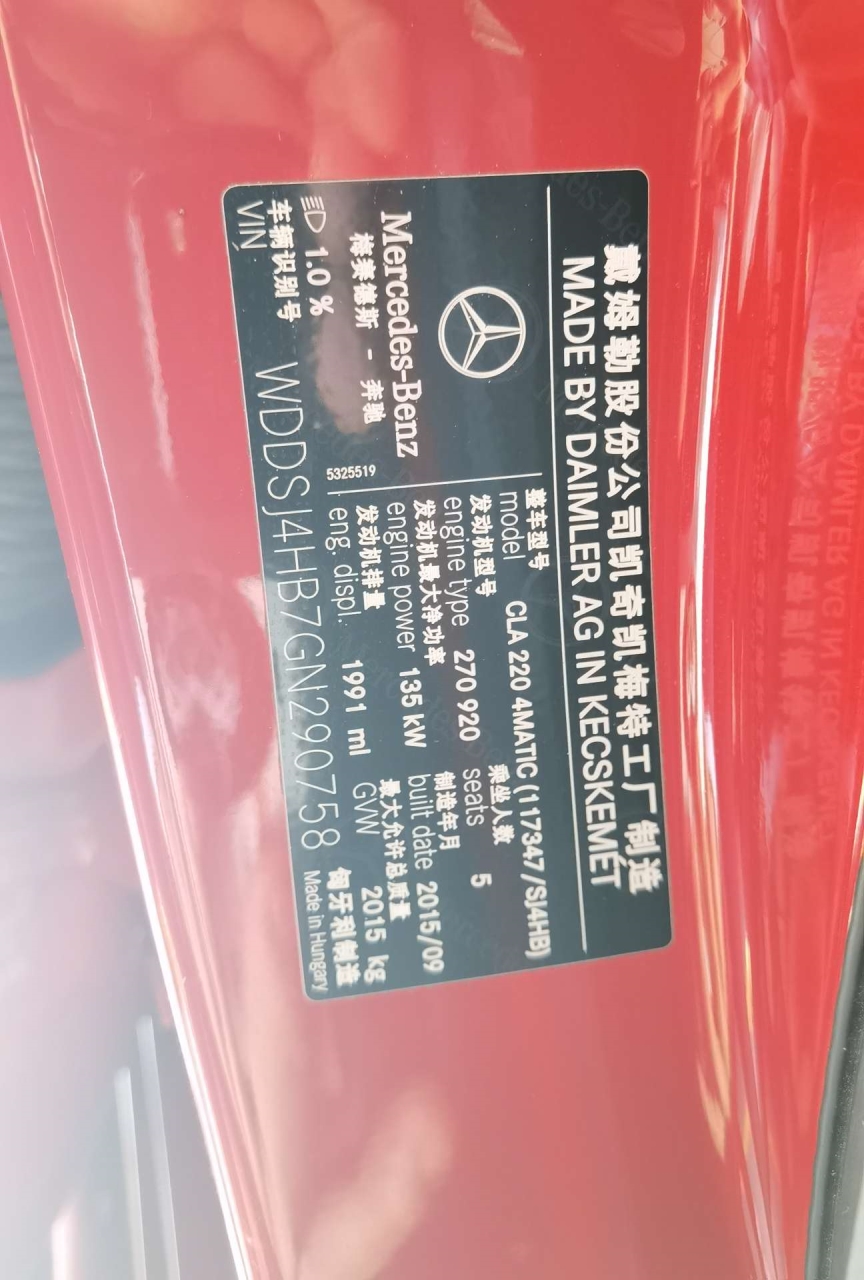 戴姆勒股份公司凯奇凯梅特工厂制造
MADE BY DAIMLER AG IN KECSKEMÉT
Mercedes-Benz
梅赛德斯 - 奔驰
1.0 %
5325519
整车型号
model CLA 220 4MATIC (117347/SJ4HB)
发动机型号 乘坐人数
engine type 270 920 seats 5
发动机最大净功率 制造年月
engine power 135 kW built date 2015/09
发动机排量 最大允许总质量
eng. displ. 1991 ml GVW 2015 kg
车辆识别号 匈牙利制造
VIN WDDSJ4HB7GN290758 Made in Hungary